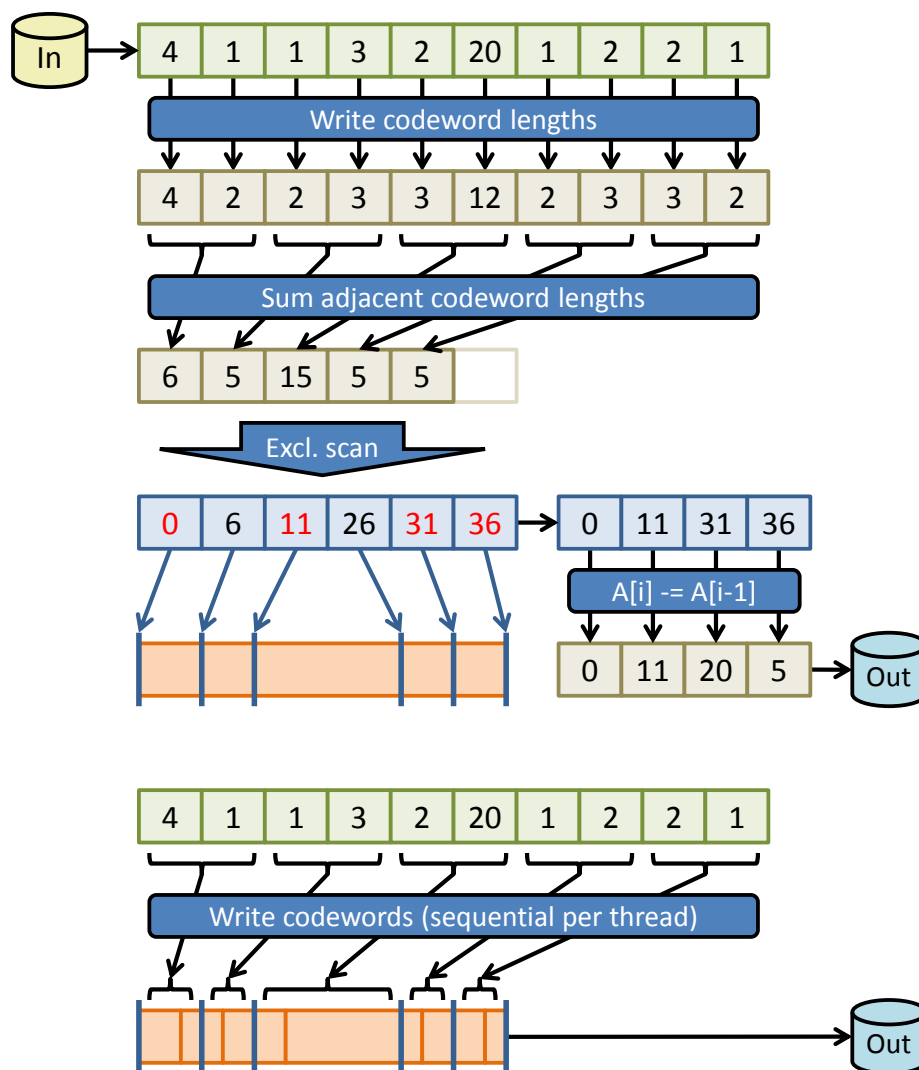 In 4 1 1 3 2 20 1 2 2 1
Write codeword lengths
4 2 2 3 3 12 2 3 3 2
Sum adjacent codeword lengths
6 5 15 5 5
Excl. scan
0 6 11 26 31 36 0 11 31 36
A[i] -= A[i-1]
0 11 20 5 Out
4 1 1 3 2 20 1 2 2 1
Write codewords (sequential per thread)
Out